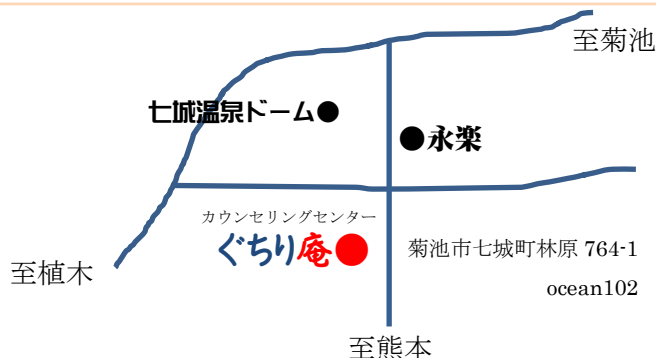 至菊池
七城温泉ドーム●
●永楽
カウンセリングセンター
ぐちり庵●
菊池市七城町林原 764-1
至植木
ocean102
至熊本